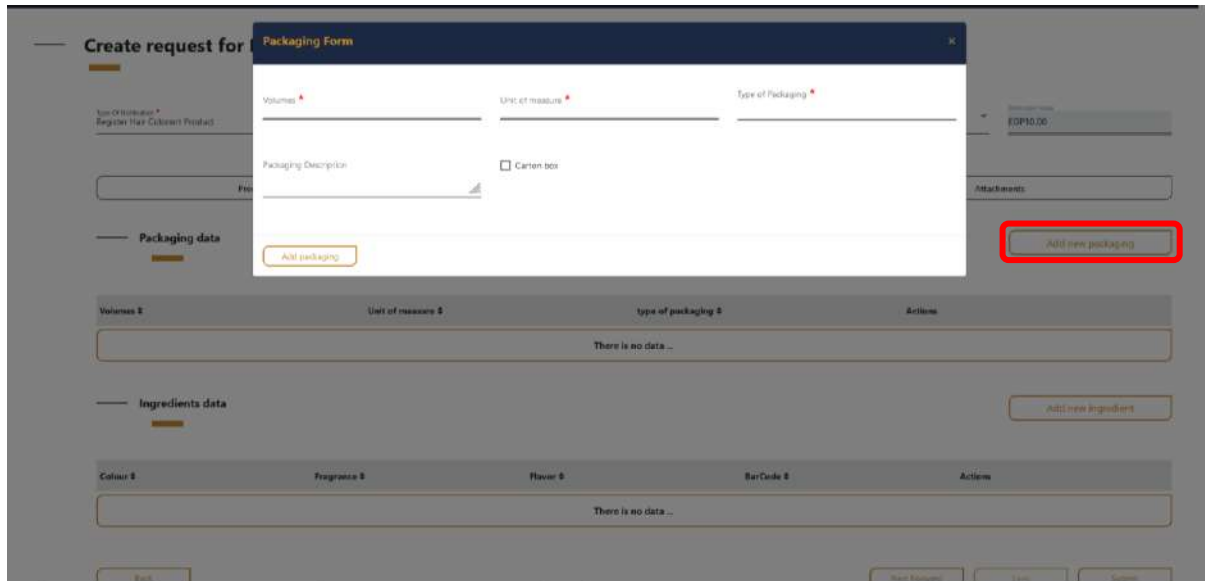 Create request for
Packaging Form
×
Volumes *
Unit of measure *
Type of Packaging *
Register Hair Colorant Product
EGP10.00
Packaging Description
Carton box
Attachments
Packaging data
Add new packaging
Add packaging
Volumes
Unit of measure
type of packaging
Actions
There is no data ...
Ingredients data
Add new ingredient
Colour
Fragrance
Flavor
BarCode
Actions
There is no data ...
Back